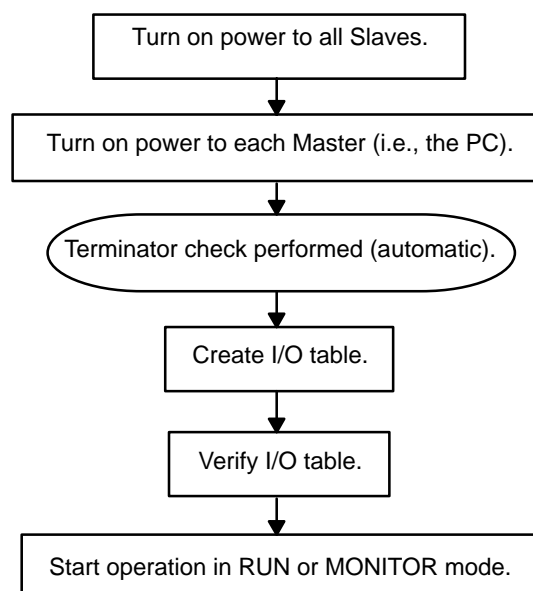 Turn on power to all Slaves.
Turn on power to each Master (i.e., the PC).
Terminator check performed (automatic).
Create I/O table.
Verify I/O table.
Start operation in RUN or MONITOR mode.